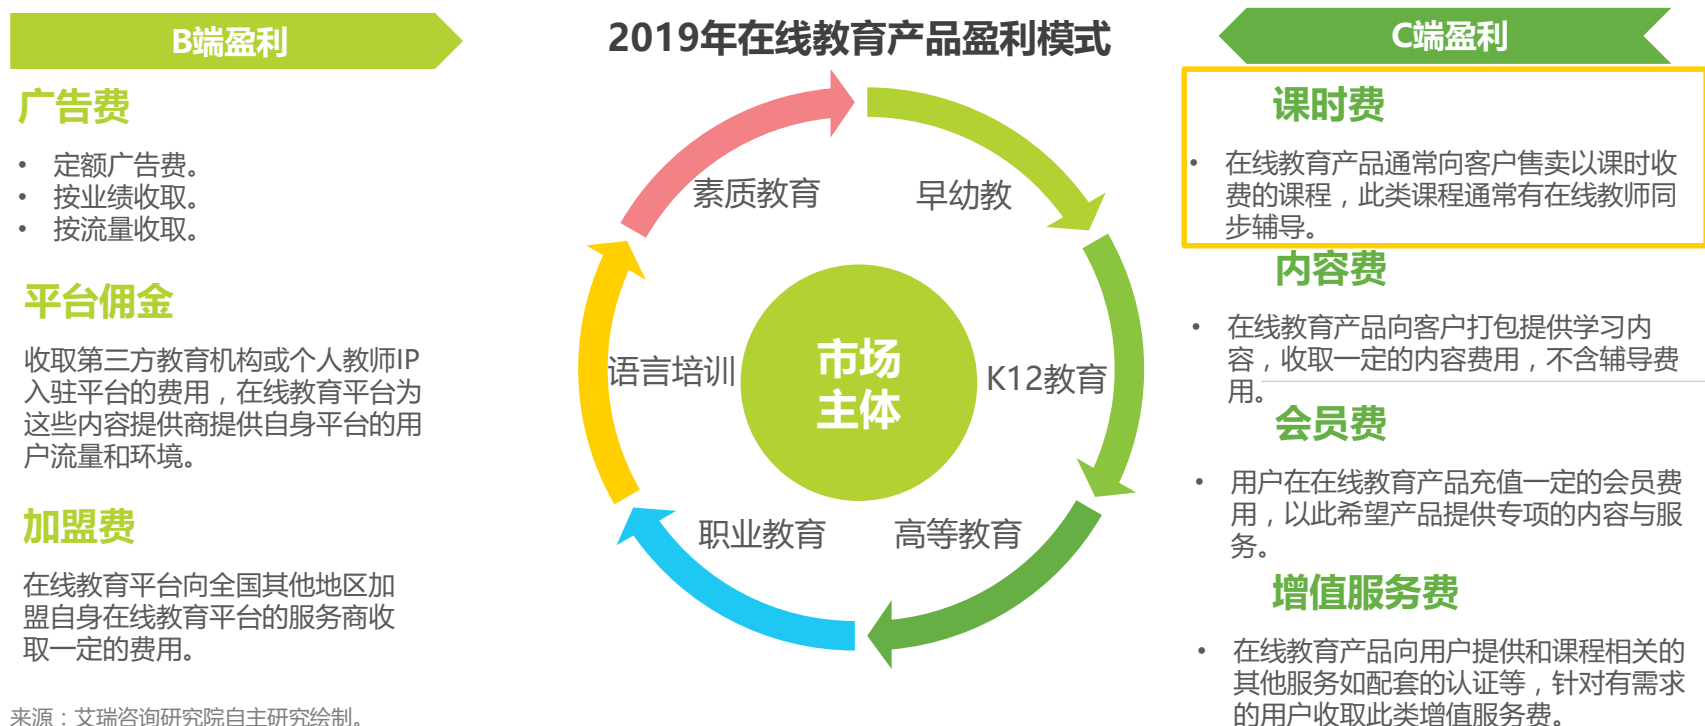 2019年在线教育产品盈利模式
B端盈利
广告费
• 定额广告费。
• 按业绩收取。
• 按流量收取。
平台佣金
收取第三方教育机构或个人教师IP
入驻平台的费用，在线教育平台为
这些内容提供商提供自身平台的用
户流量和环境。
加盟费
在线教育平台向全国其他地区加
盟自身在线教育平台的服务商收
取一定的费用。
素质教育
早幼教
语言培训
市场
主体
K12教育
职业教育
高等教育
C端盈利
课时费
• 在线教育产品通常向客户售卖以课时收
费的课程，此类课程通常有在线教师同
步辅导。
内容费
• 在线教育产品向客户打包提供学习内
容，收取一定的内容费用，不含辅导费
用。
会员费
• 用户在在线教育产品充值一定的会员费
用，以此希望产品提供专项的内容与服
务。
增值服务费
• 在线教育产品向用户提供和课程相关的
其他服务如配套的认证等，针对有需求
的用户收取此类增值服务费。
来源：艾瑞咨询研究院自主研究绘制。